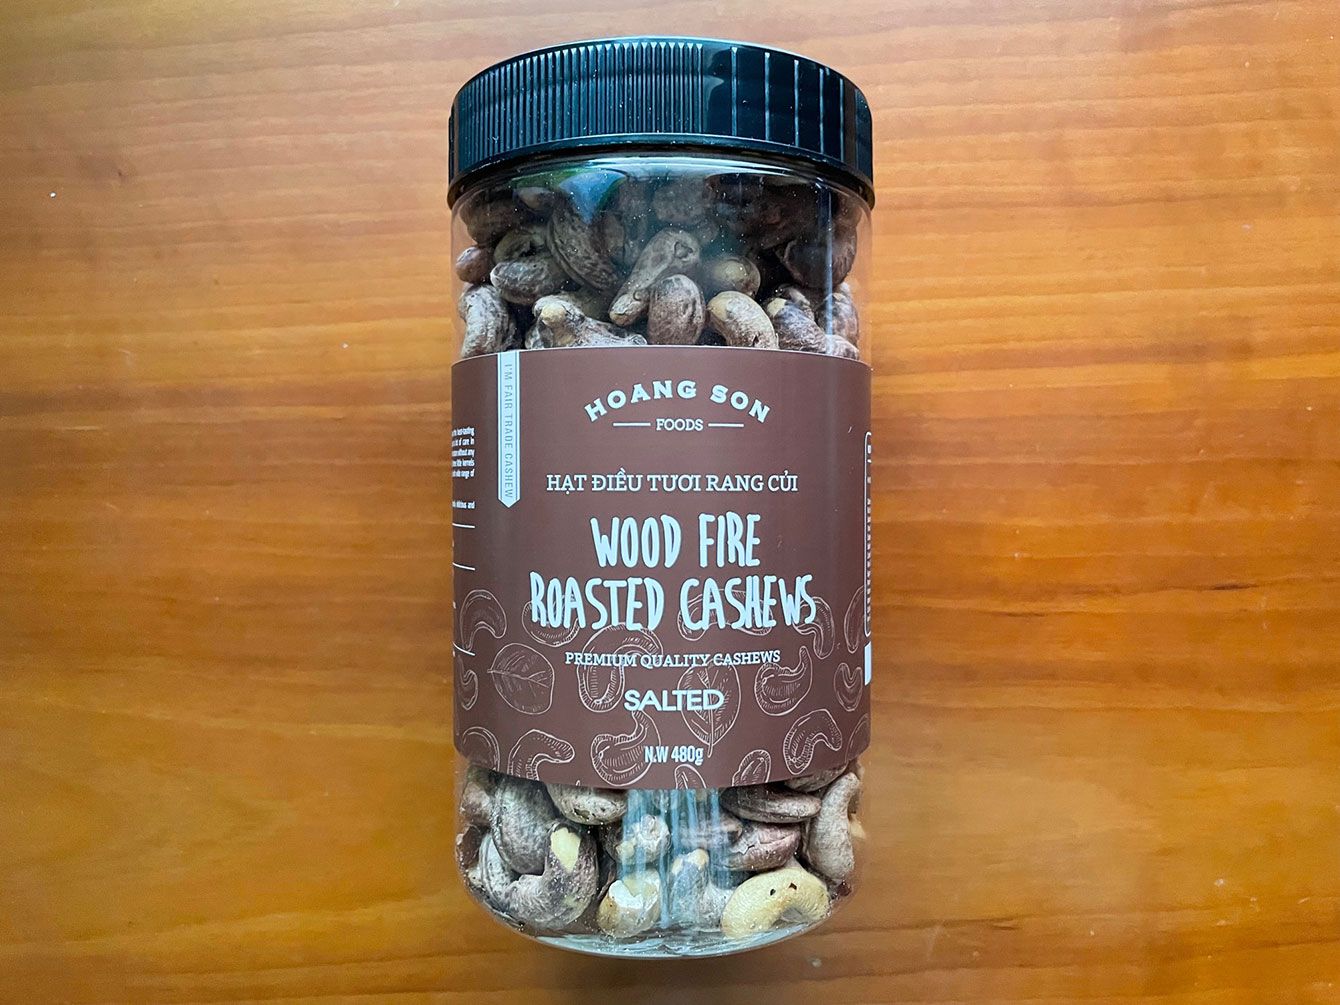 HOANG SON
FOODS
I'M FAIR TRADE CASHEW
HẠT ĐIỀU TƯƠI RANG CỦI
WOOD FIRE
ROASTED CASHEWS
PREMIUM QUALITY CASHEWS
SALTED
N.W 480g